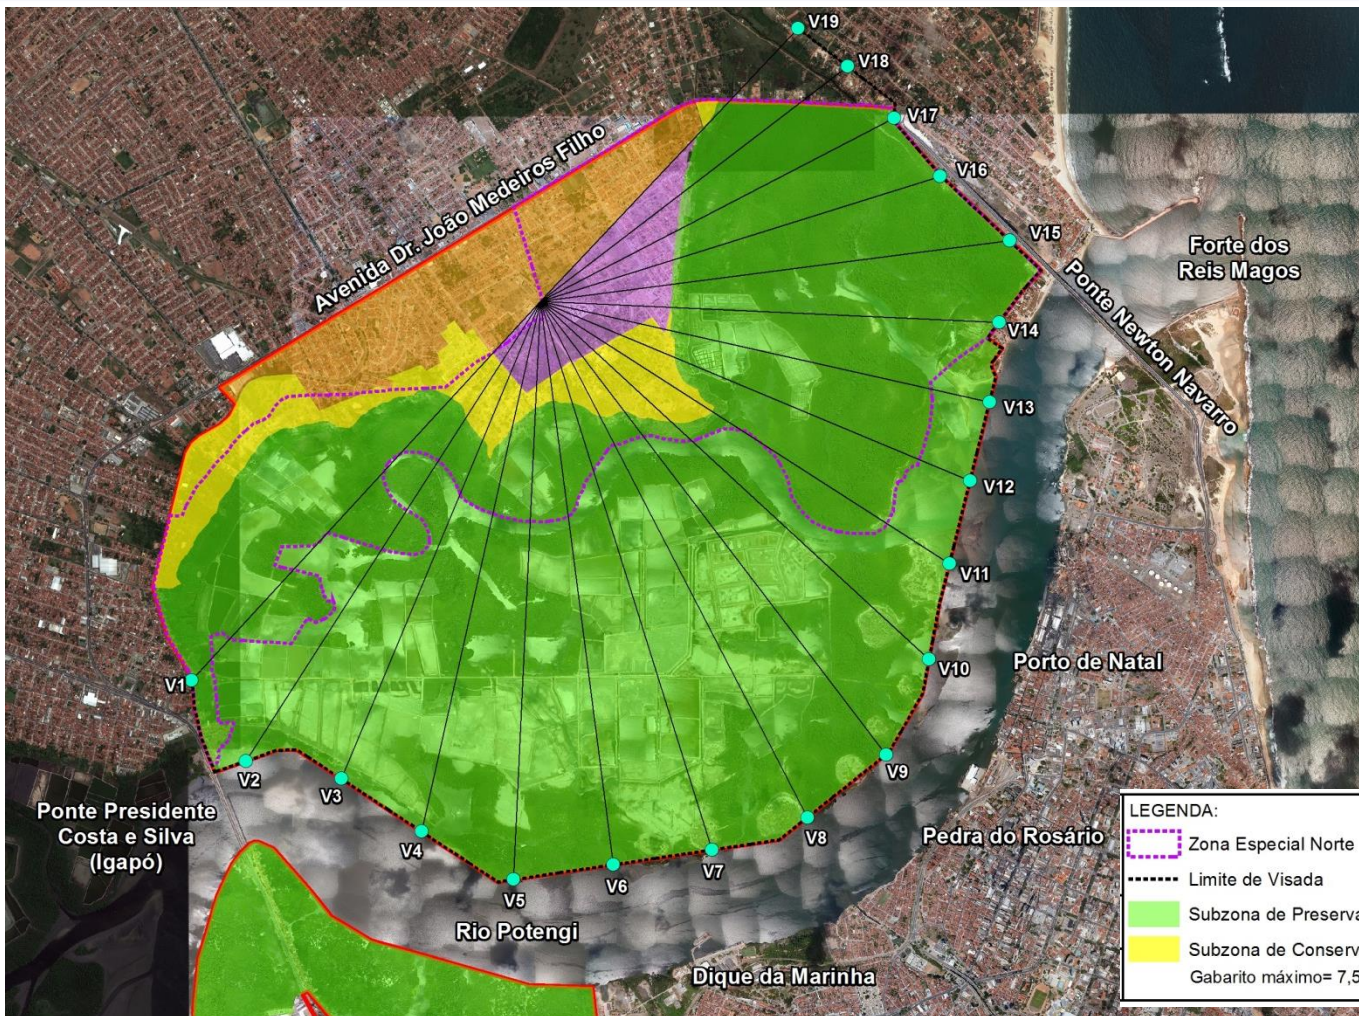 V19
V18
V17
Avenida Dr. João Medeiros Filho
V16
V15
Forte dos
Reis Magos
Ponte Newton Navarro
V14
V13
V12
V11
V10
Porto de Natal
V1
V2
V3
V9
Ponte Presidente
Costa e Silva
(Igapó)
V4
V8
Pedra do Rosário
V7
V6
V5
Rio Potengi
Dique da Marinha
LEGENDA:
Zona Especial Norte
Limite de Visada
Subzona de Preserva
Subzona de Conserv
Gabarito máximo= 7,5